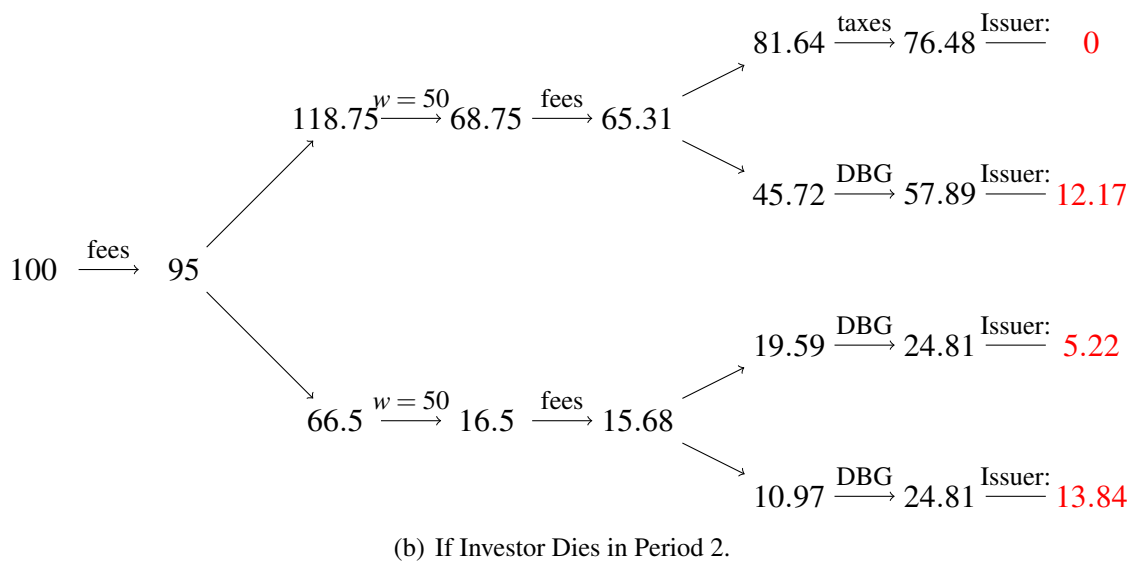 taxes Issuer:
81.64 76.48 0
w = 50 fees
118.75 68.75 65.31
DBG Issuer:
45.72 57.89 12.17
fees
100 95
DBG Issuer:
19.59 24.81 5.22
w = 50 fees
66.5 16.5 15.68
DBG Issuer:
10.97 24.81 13.84
(b) If Investor Dies in Period 2.